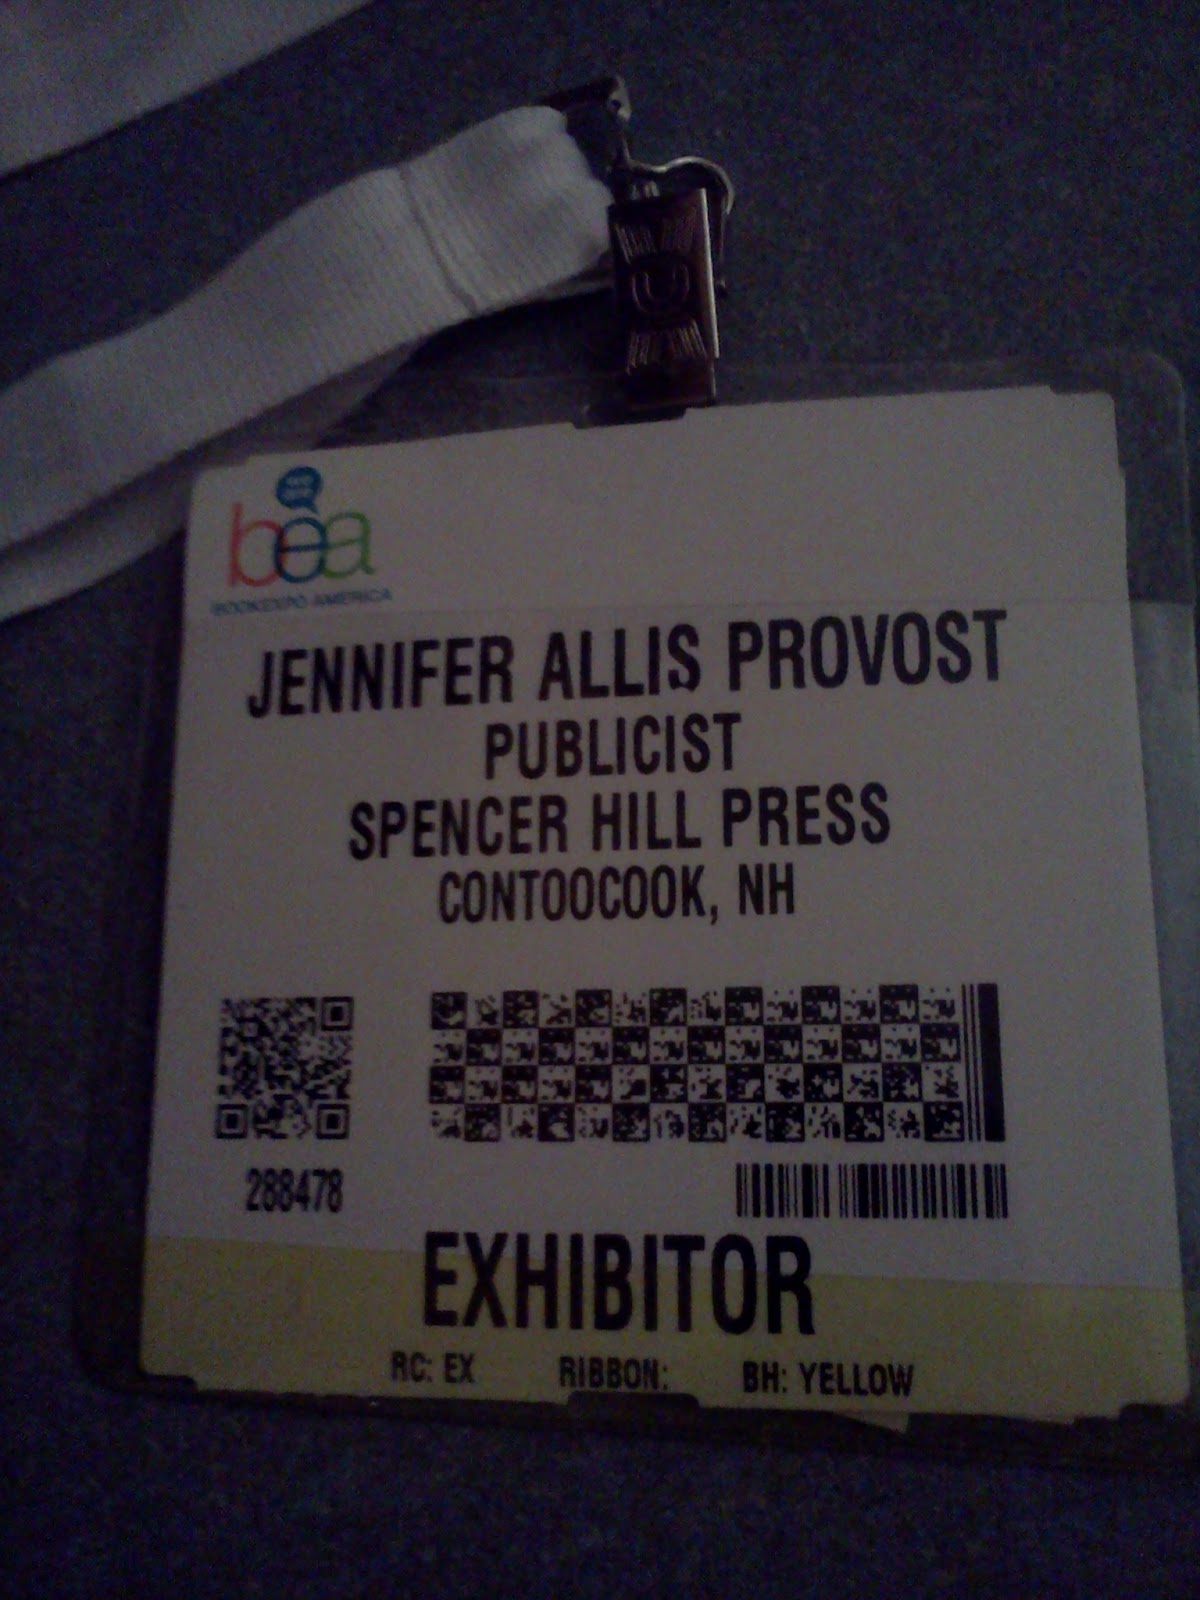 bea
BOOKEXPO AMERICA
JENNIFER ALLIS PROVOST
PUBLICIST
SPENCER HILL PRESS
CONTOOCOOK, NH
288478
EXHIBITOR
RC: EX RIBBON: BH: YELLOW